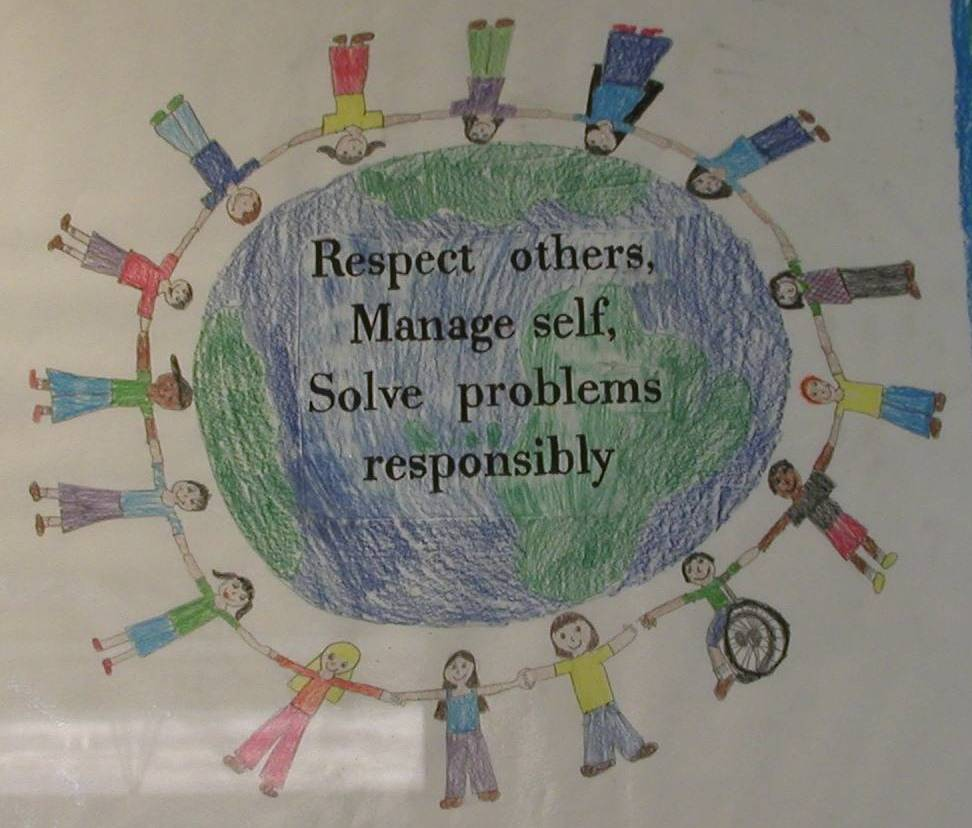 Respect others,
Manage self,
Solve problems
responsibly